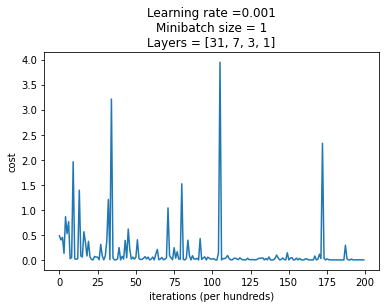 Learning rate =0.001
Minibatch size = 1
Layers = [31, 7, 3, 1]
4.0
3.5
3.0
2.5
2.0
1.5
1.0
0.5
0.0
cost
0 25 50 75 100 125 150 175 200
iterations (per hundreds)